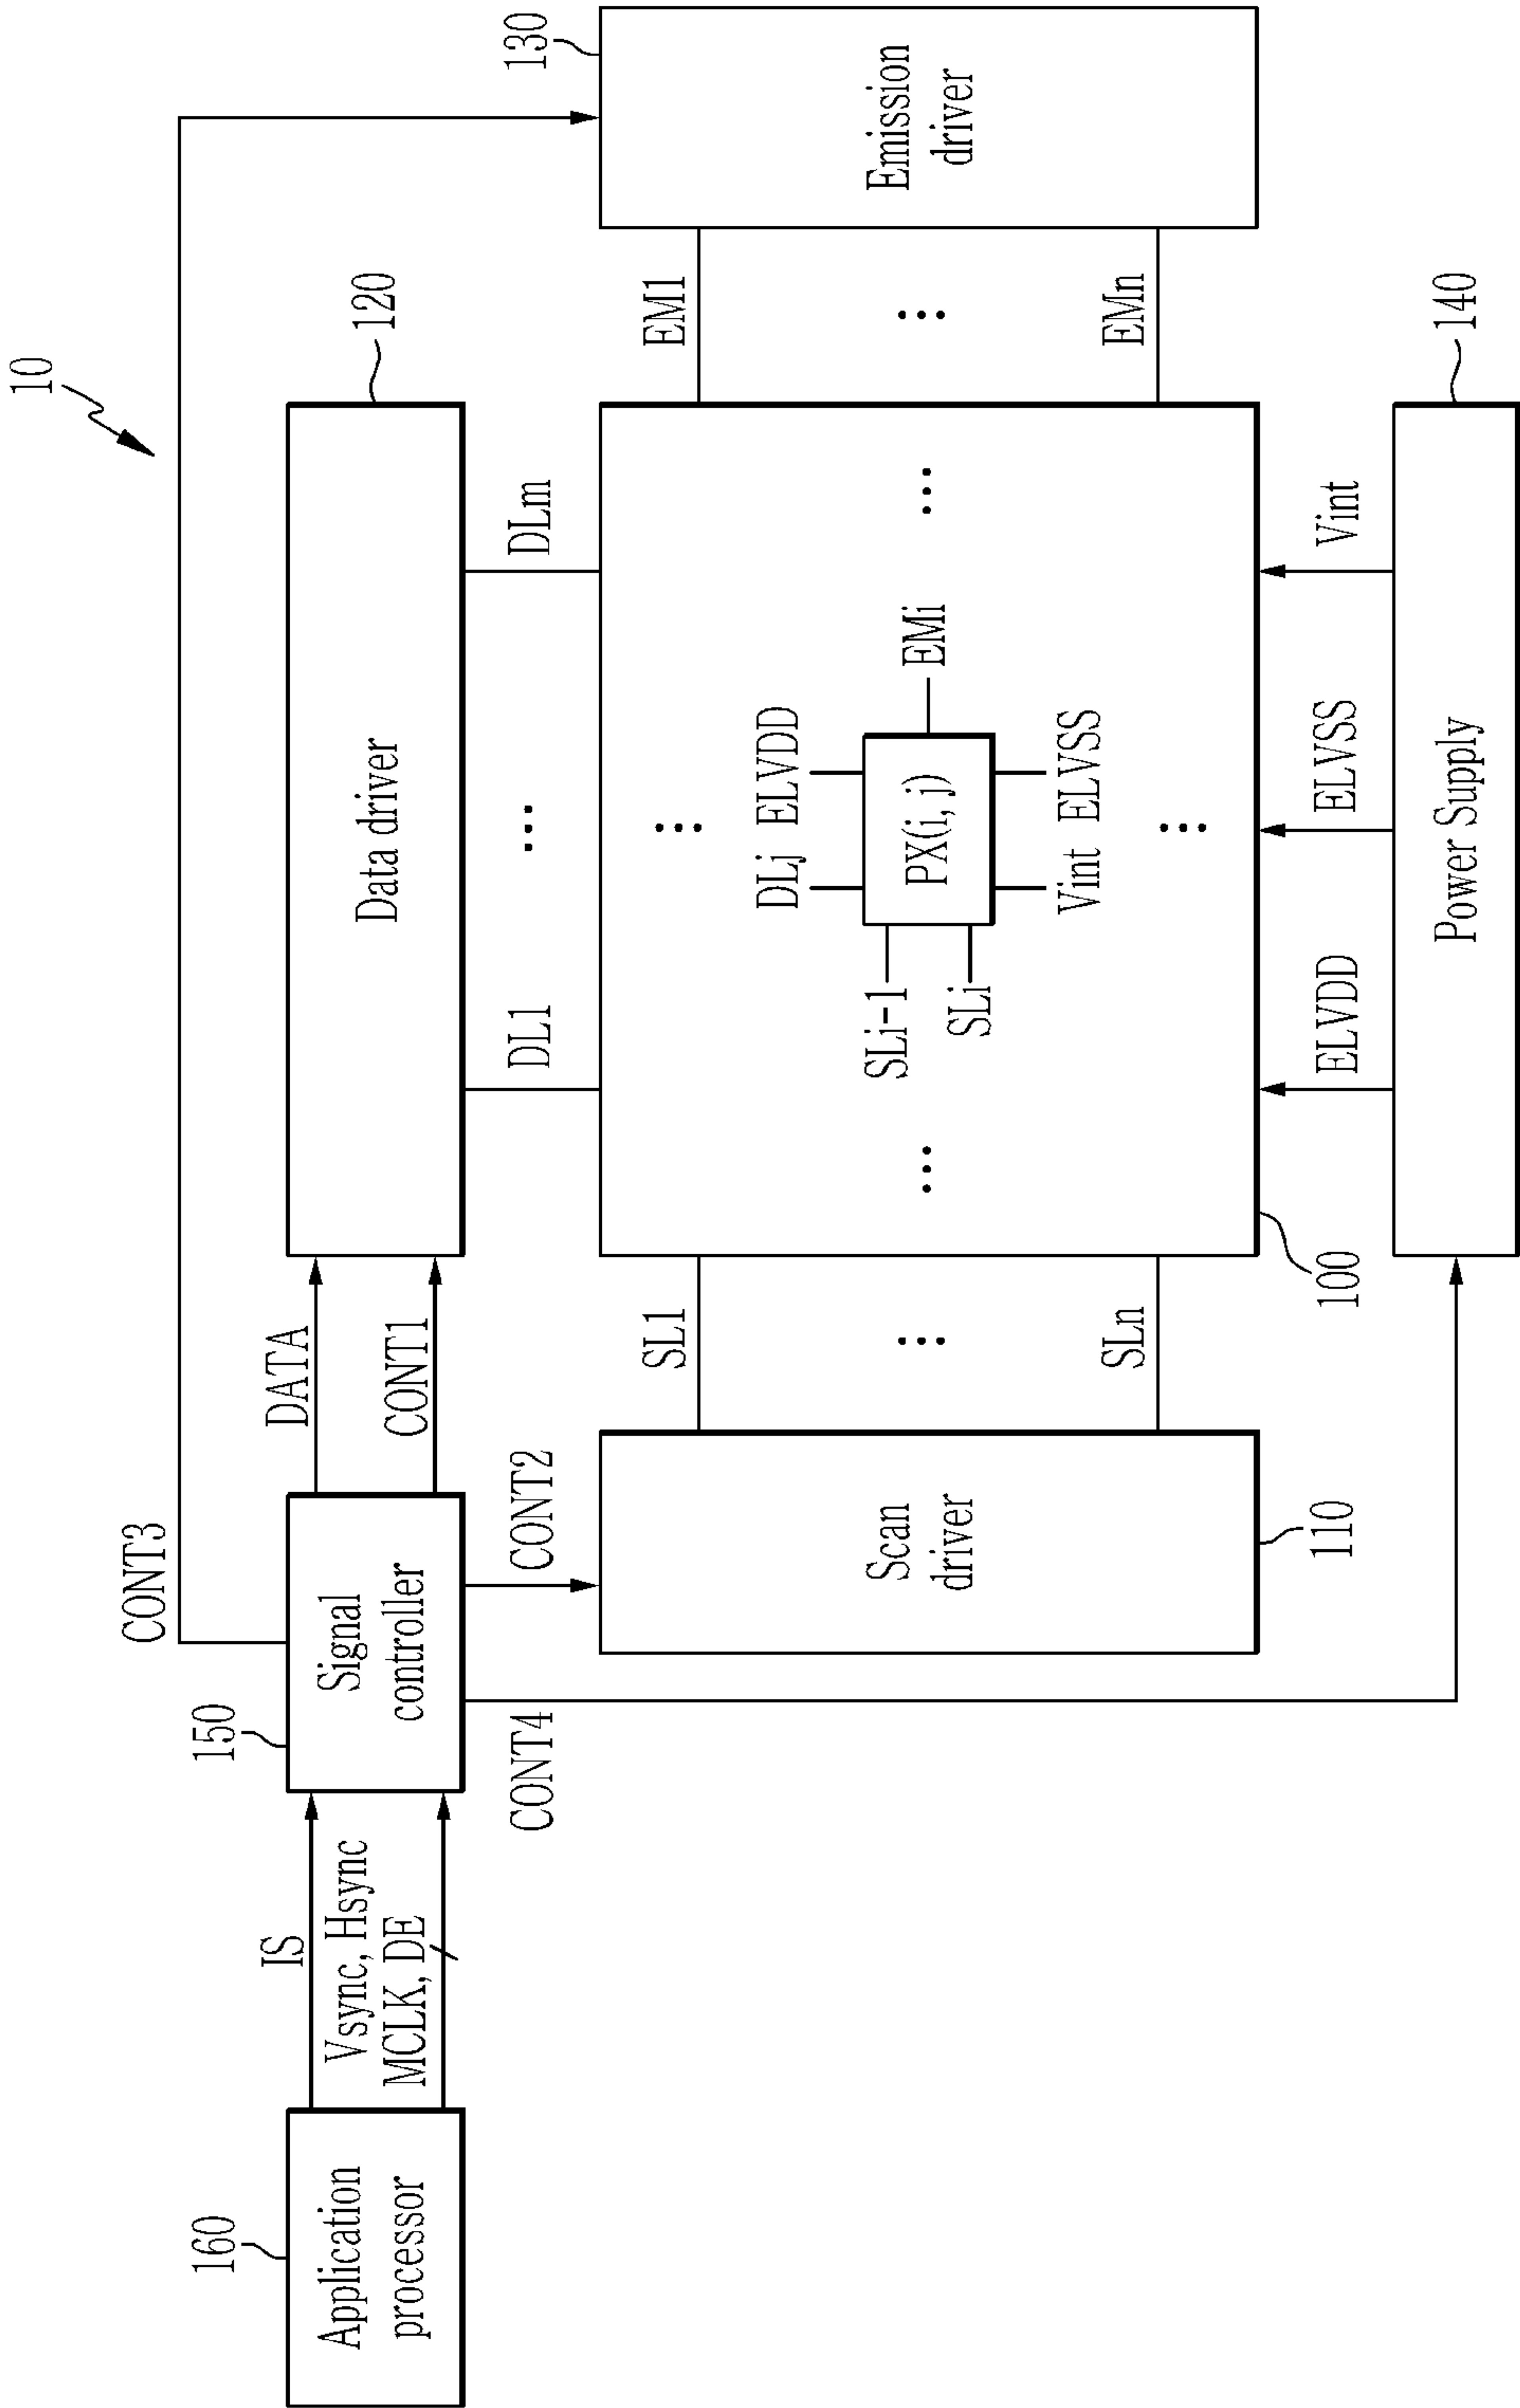 10
CONT3
160
150
120
130
Application
processor
IS
Vsync, Hsync
MCLK, DE
Signal
controller
DATA
CONT1
Data driver
CONT4
CONT2
DL1
...
DLm
Scan
driver
110
SL1
...
SLn
...
DLj ELVDD
SLi-1
SLi
PX(i, j)
EMi
Vint ELVSS
...
...
...
100
EM1
...
EMn
Emission
driver
ELVDD
ELVSS
Vint
Power Supply
140